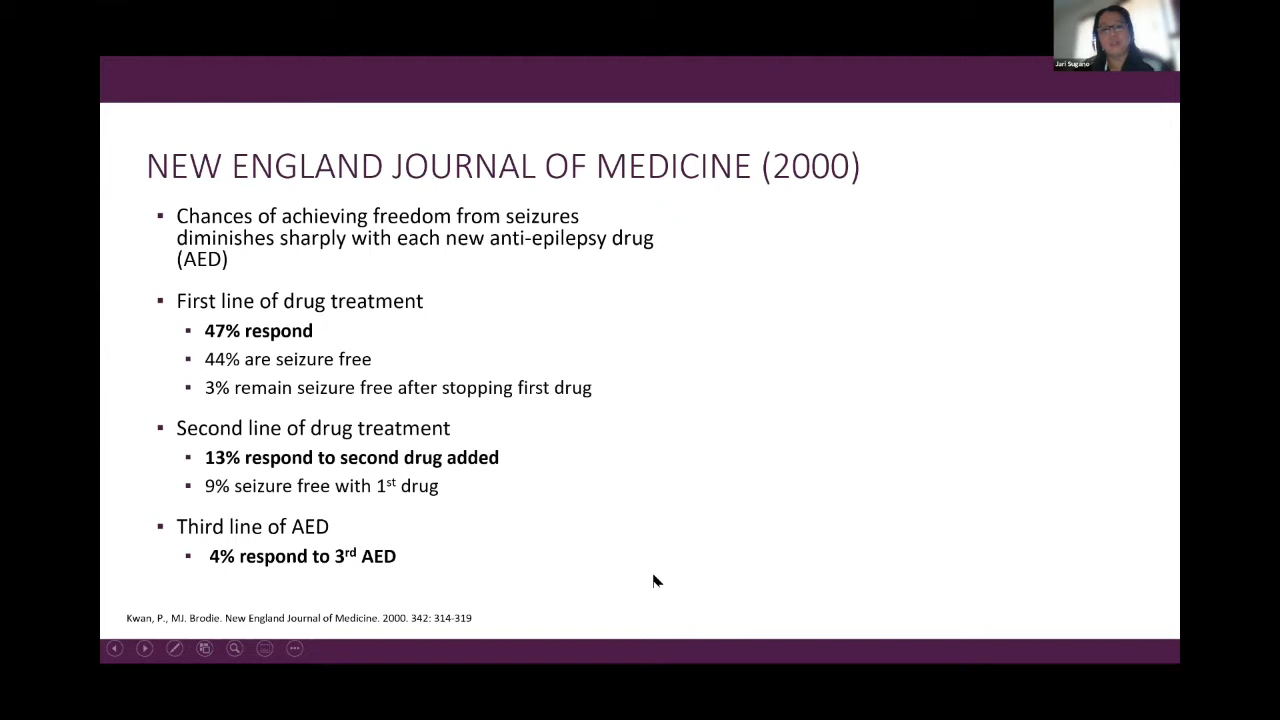 Jari Sugano
NEW ENGLAND JOURNAL OF MEDICINE (2000)
▪ Chances of achieving freedom from seizures
diminishes sharply with each new anti-epilepsy drug
(AED)
▪ First line of drug treatment
▪ 47% respond
▪ 44% are seizure free
▪ 3% remain seizure free after stopping first drug
▪ Second line of drug treatment
▪ 13% respond to second drug added
▪ 9% seizure free with 1st drug
▪ Third line of AED
▪ 4% respond to 3rd AED
Kwan, P., MJ. Brodie. New England Journal of Medicine. 2000. 342: 314-319